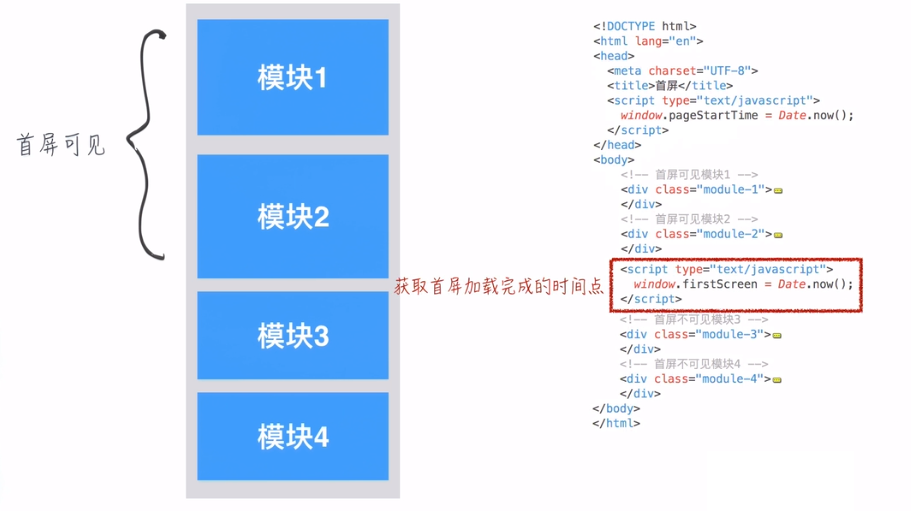 首屏可见
模块1
模块2
模块3
模块4
获取首屏加载完成的时间点
<!DOCTYPE html>
<html lang="en">
<head>
<meta charset="UTF-8">
<title>首屏</title>
<script type="text/javascript">
window.pageStartTime = Date.now();
</script>
</head>
<body>
<!-- 首屏可见模块1 -->
<div class="module-1">
</div>
<!-- 首屏可见模块2 -->
<div class="module-2">
</div>
<script type="text/javascript">
window.firstScreen = Date.now();
</script>
<!-- 首屏不可见模块3 -->
<div class="module-3">
</div>
<!-- 首屏不可见模块4 -->
<div class="module-4">
</div>
</body>
</html>